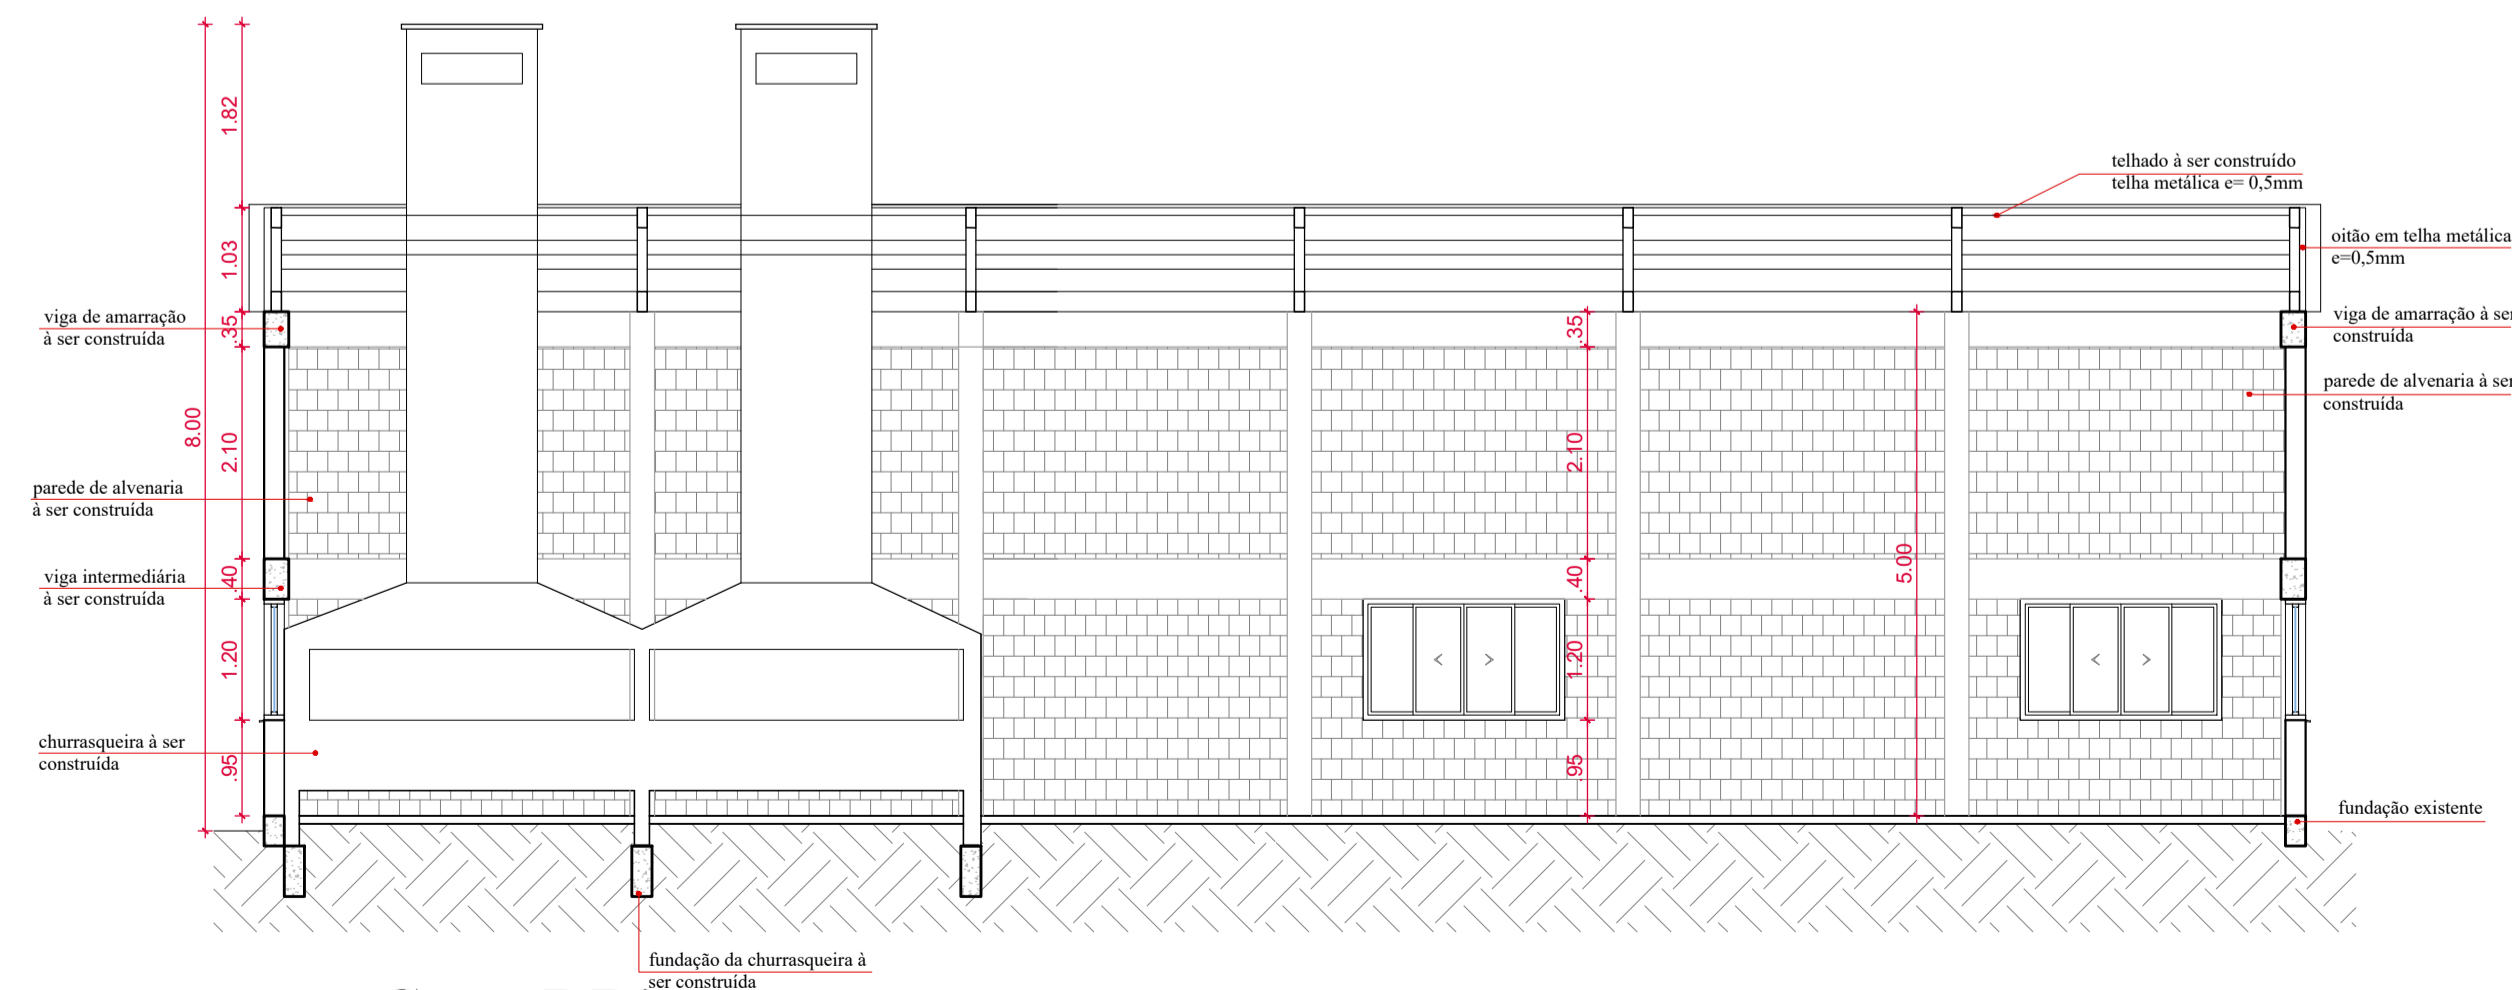 1.82
telhado à ser construído
telha metálica e= 0,5mm
1.03
oitão em telha metálica
e=0,5mm
viga de amarração
à ser construída
.35
.35
viga de amarração à ser
construída
parede de alvenaria à ser
construída
8.00
2.10
2.10
parede de alvenaria
à ser construída
5.00
viga intermediária
à ser construída
.40
.40
1.20
1.20
churrasqueira à ser
construída
.95
.95
fundação existente
fundação da churrasqueira à
ser construída